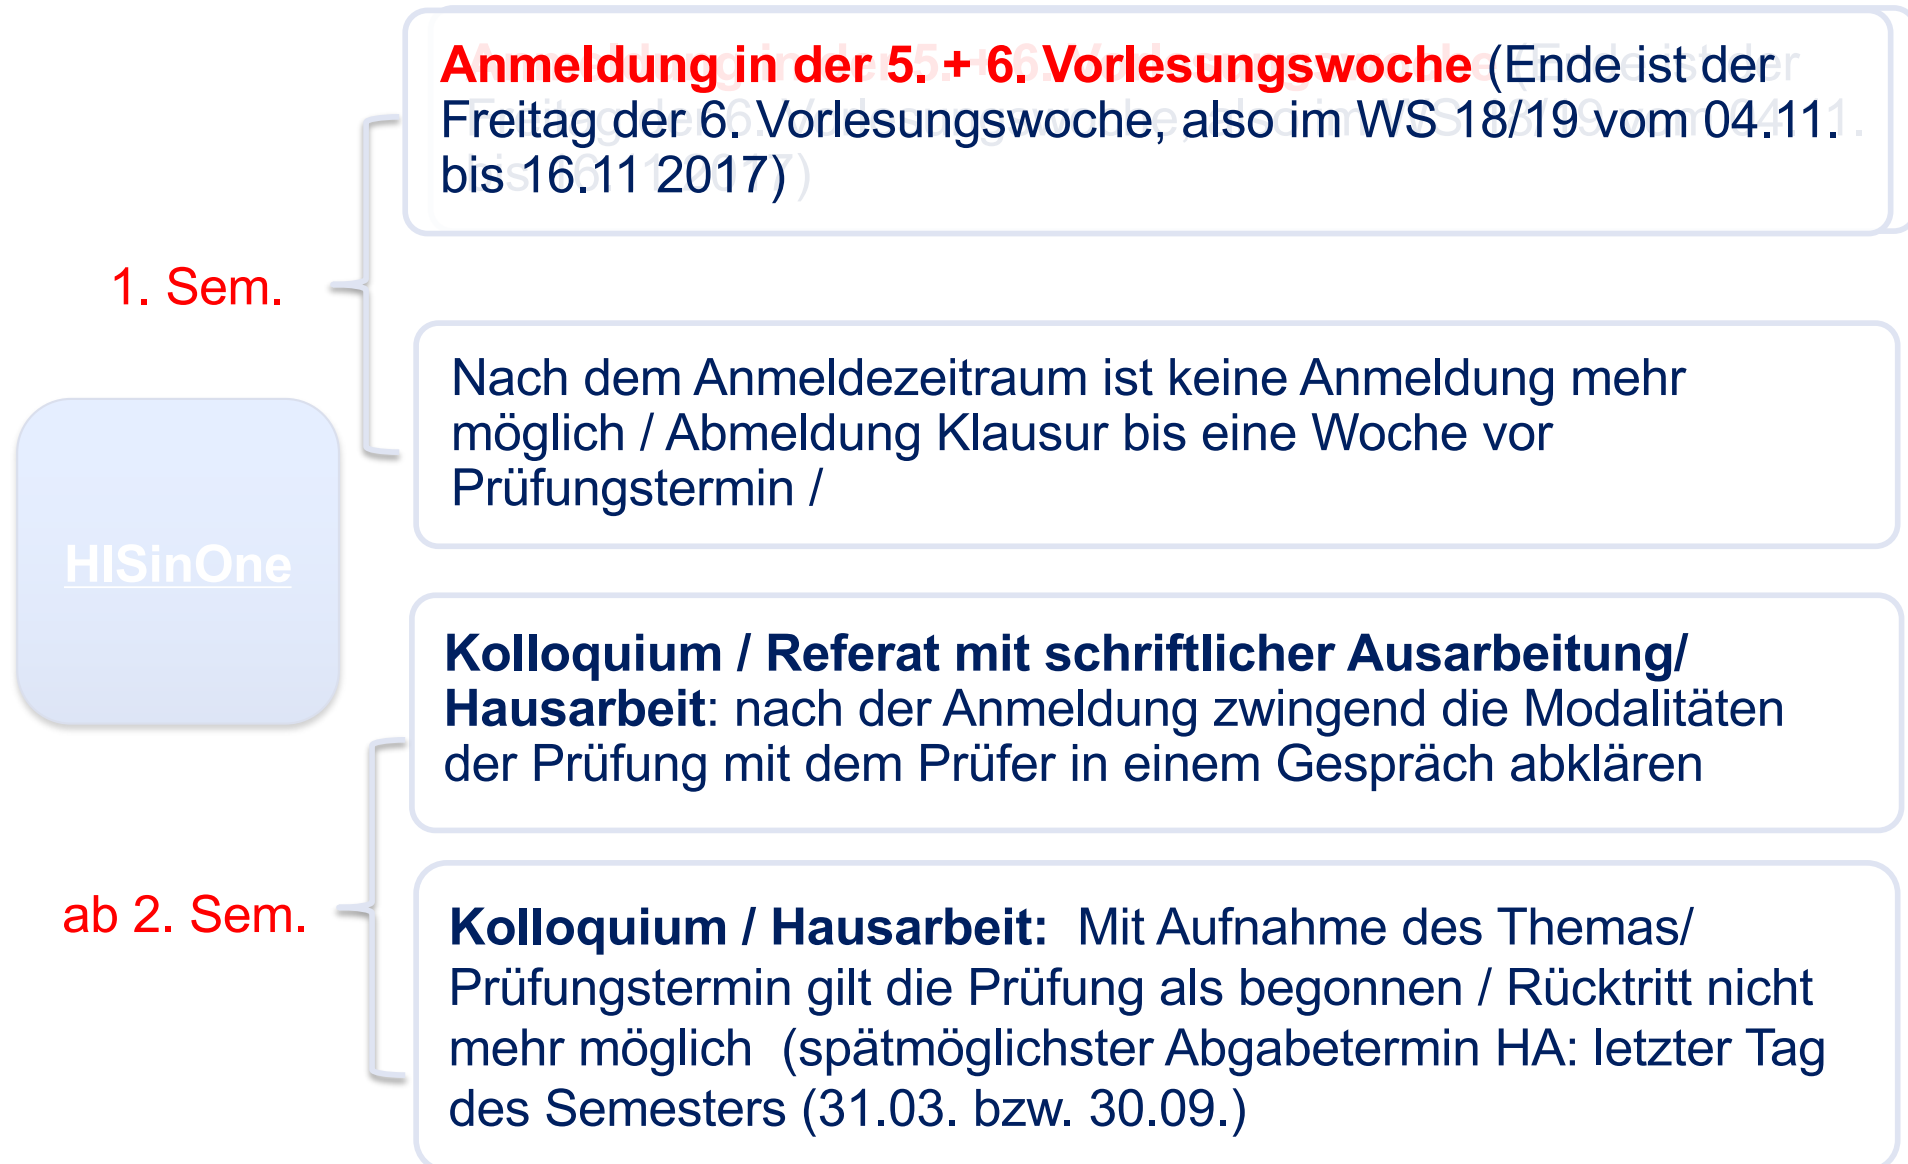 Anmeldung in der 5. + 6. Vorlesungswoche (Ende ist der
Freitag der 6. Vorlesungswoche, also im WS 18/19 vom 04.11.
bis 16.11 2017)
1. Sem.
Nach dem Anmeldezeitraum ist keine Anmeldung mehr
möglich / Abmeldung Klausur bis eine Woche vor
Prüfungstermin /
HISinOne
Kolloquium / Referat mit schriftlicher Ausarbeitung/
Hausarbeit: nach der Anmeldung zwingend die Modalitäten
der Prüfung mit dem Prüfer in einem Gespräch abklären
ab 2. Sem.
Kolloquium / Hausarbeit:  Mit Aufnahme des Themas/
Prüfungstermin gilt die Prüfung als begonnen / Rücktritt nicht
mehr möglich  (spätmöglichster Abgabetermin HA: letzter Tag
des Semesters (31.03. bzw. 30.09.)